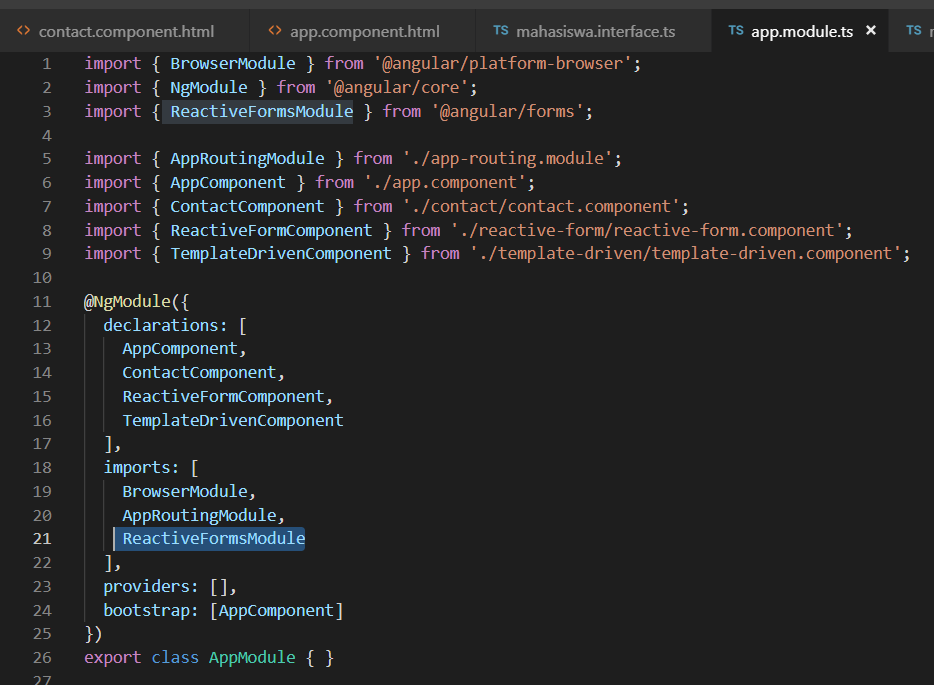 <> contact.component.html <> app.component.html TS mahasiswa.interface.ts TS app.module.ts × TS
1 import { BrowserModule } from '@angular/platform-browser';
2 import { NgModule } from '@angular/core';
3 import { ReactiveFormsModule } from '@angular/forms';
4
5 import { AppRoutingModule } from './app-routing.module';
6 import { AppComponent } from './app.component';
7 import { ContactComponent } from './contact/contact.component';
8 import { ReactiveFormComponent } from './reactive-form/reactive-form.component';
9 import { TemplateDrivenComponent } from './template-driven/template-driven.component';
10
11 @NgModule({
12 declarations: [
13 AppComponent,
14 ContactComponent,
15 ReactiveFormComponent,
16 TemplateDrivenComponent
17 ],
18 imports: [
19 BrowserModule,
20 AppRoutingModule,
21 ReactiveFormsModule
22 ],
23 providers: [],
24 bootstrap: [AppComponent]
25 })
26 export class AppModule { }
27